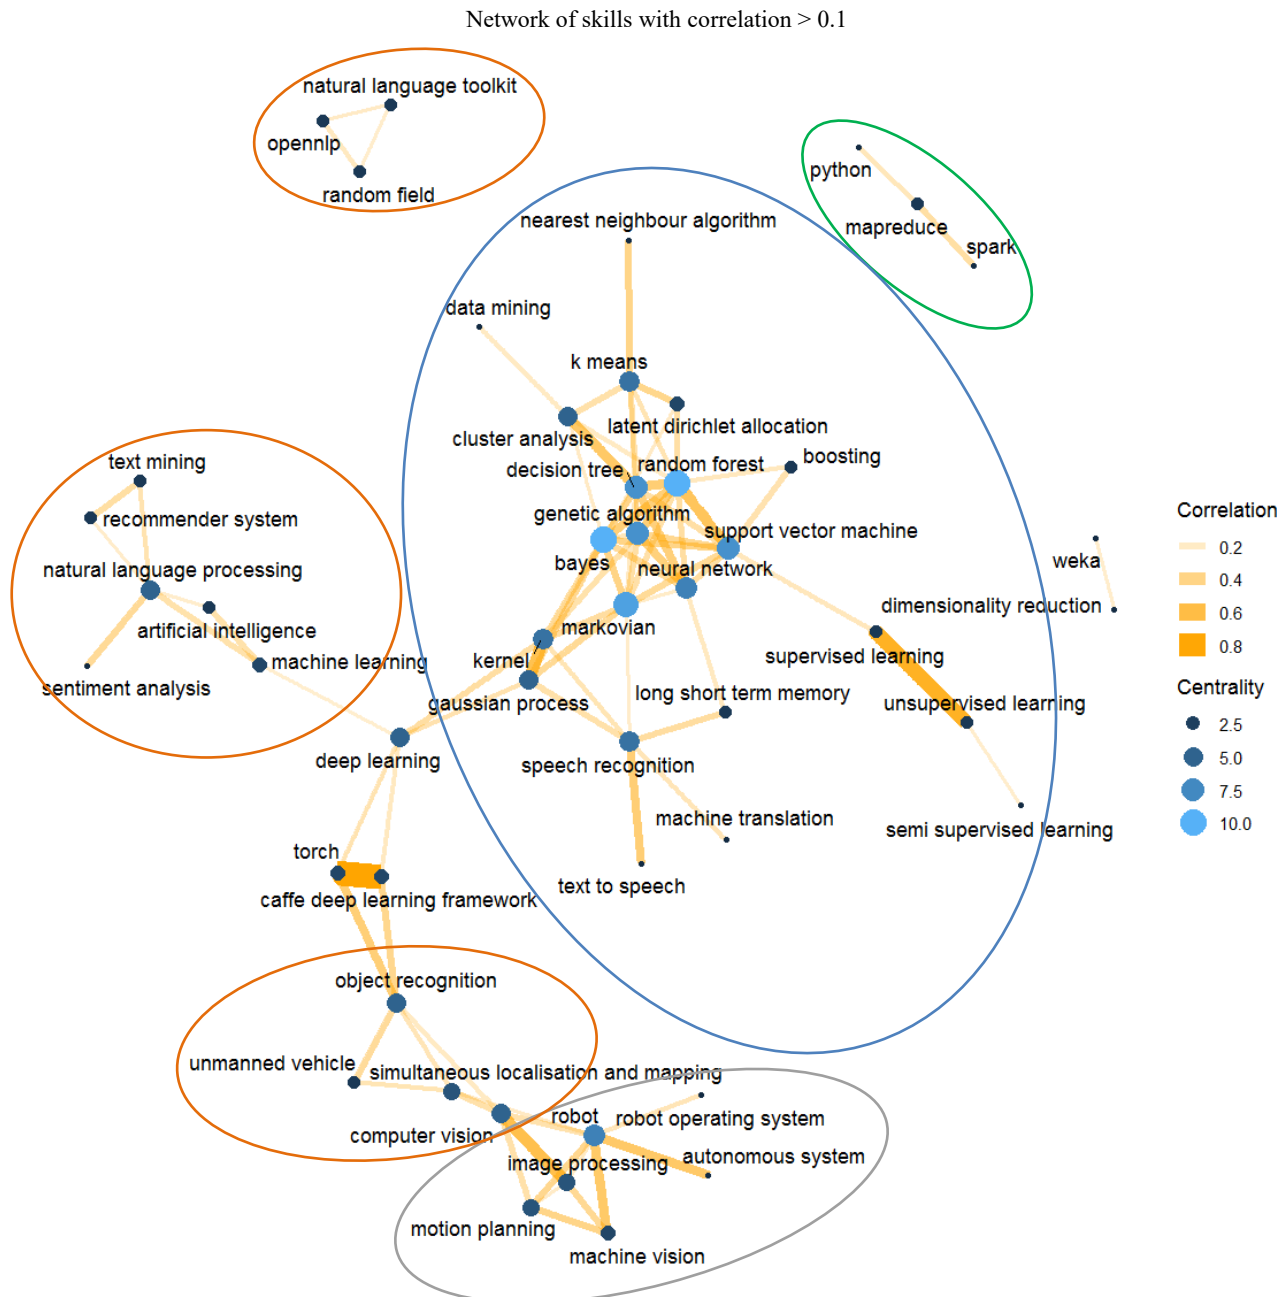 Network of skills with correlation > 0.1
natural language toolkit
opennlp
random field
python
mapreduce
spark
nearest neighbour algorithm
data mining
k means
latent dirichlet allocation
cluster analysis
decision tree
random forest
boosting
genetic algorithm
support vector machine
bayes
neural network
markovian
kernel
gaussian process
long short term memory
speech recognition
machine translation
text to speech
supervised learning
unsupervised learning
semi supervised learning
weka
dimensionality reduction
text mining
recommender system
natural language processing
artificial intelligence
machine learning
sentiment analysis
deep learning
torch
caffe deep learning framework
object recognition
unmanned vehicle
simultaneous localisation and mapping
computer vision
robot
robot operating system
autonomous system
image processing
motion planning
machine vision
Correlation
0.2
0.4
0.6
0.8
Centrality
2.5
5.0
7.5
10.0